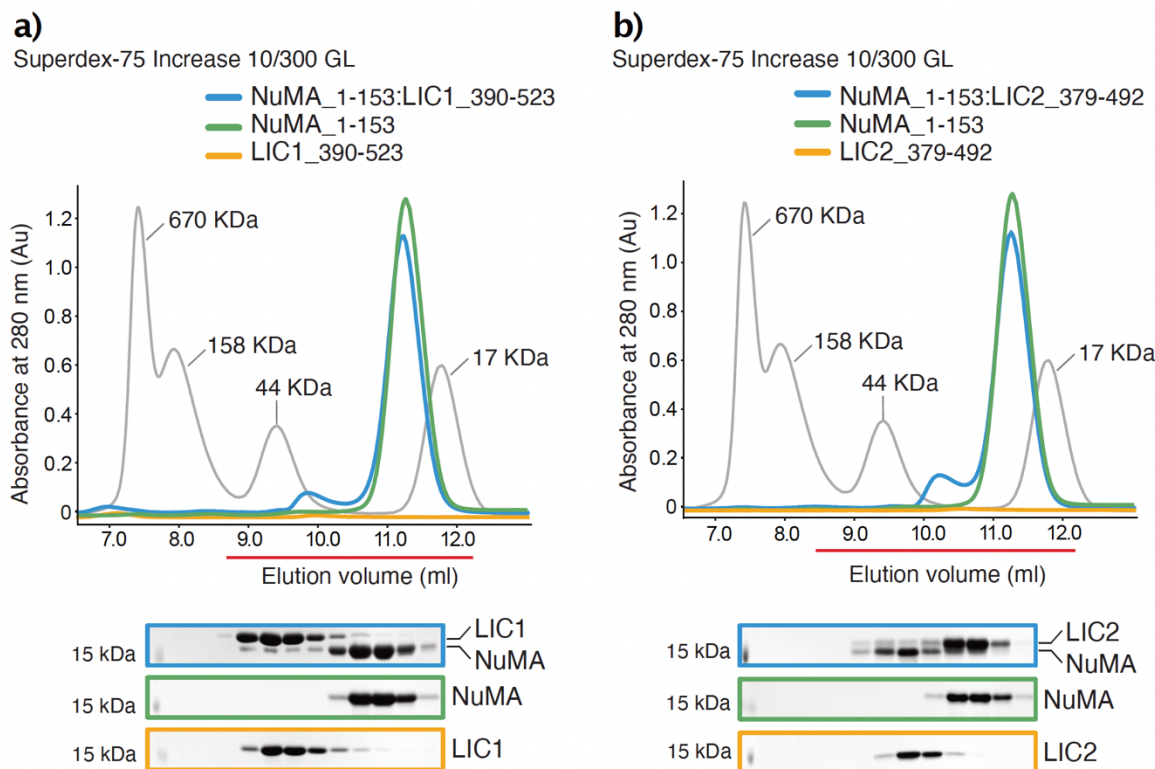 a)
Superdex-75 Increase 10/300 GL
NuMA_1-153:LIC1_390-523
NuMA_1-153
LIC1_390-523
Absorbance at 280 nm (Au)
1.2
1.0
0.8
0.6
0.4
0.2
0
670 KDa
158 KDa
44 KDa
17 KDa
7.0 8.0 9.0 10.0 11.0 12.0
Elution volume (ml)
15 kDa
LIC1
NuMA
15 kDa
NuMA
15 kDa
LIC1
b)
Superdex-75 Increase 10/300 GL
NuMA_1-153:LIC2_379-492
NuMA_1-153
LIC2_379-492
Absorbance at 280 nm (Au)
1.2
1.0
0.8
0.6
0.4
0.2
0
670 KDa
158 KDa
44 KDa
17 KDa
7.0 8.0 9.0 10.0 11.0 12.0
Elution volume (ml)
15 kDa
LIC2
NuMA
15 kDa
NuMA
15 kDa
LIC2